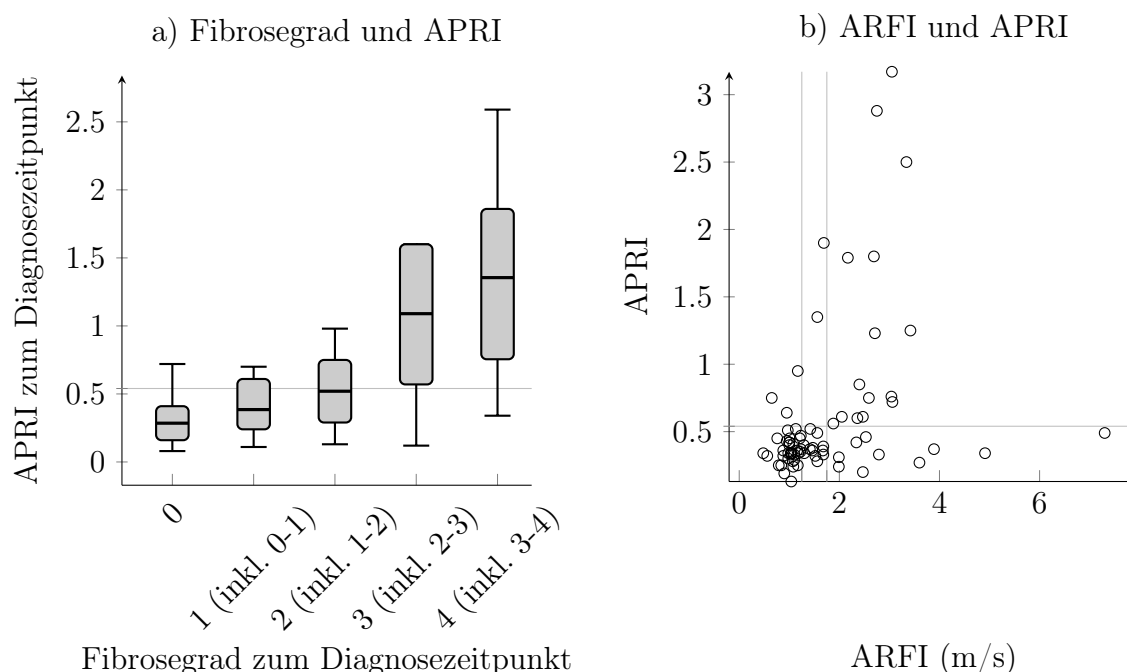 a) Fibrosegrad und APRI
APRI zum Diagnosezeitpunkt
2.5
2
1.5
1
0.5
0
0
1 (inkl. 0-1)
2 (inkl. 1-2)
3 (inkl. 2-3)
4 (inkl. 3-4)
Fibrosegrad zum Diagnosezeitpunkt
b) ARFI und APRI
APRI
3
2.5
2
1.5
1
0.5
0
2
4
6
ARFI (m/s)